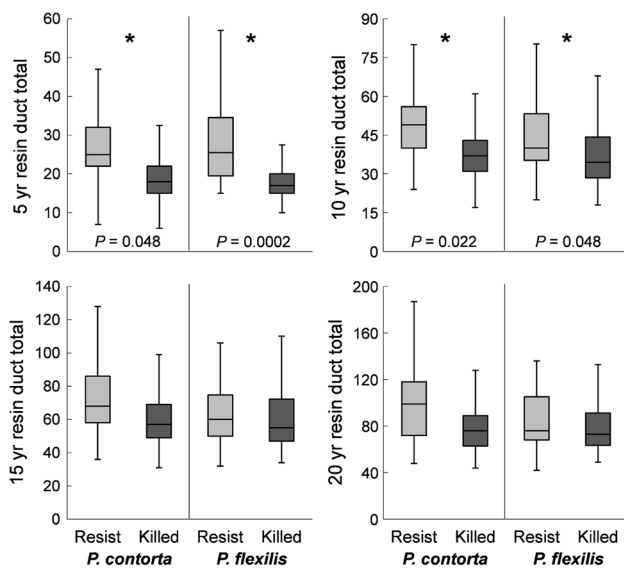 5 yr resin duct total
60
50
40
30
20
10
0
*
*
P = 0.048
P = 0.0002
10 yr resin duct total
90
75
60
45
30
15
0
*
*
P = 0.022
P = 0.048
15 yr resin duct total
140
120
100
80
60
40
20
0
Resist Killed Resist Killed
P. contorta P. flexilis
20 yr resin duct total
200
160
120
80
40
0
Resist Killed Resist Killed
P. contorta P. flexilis